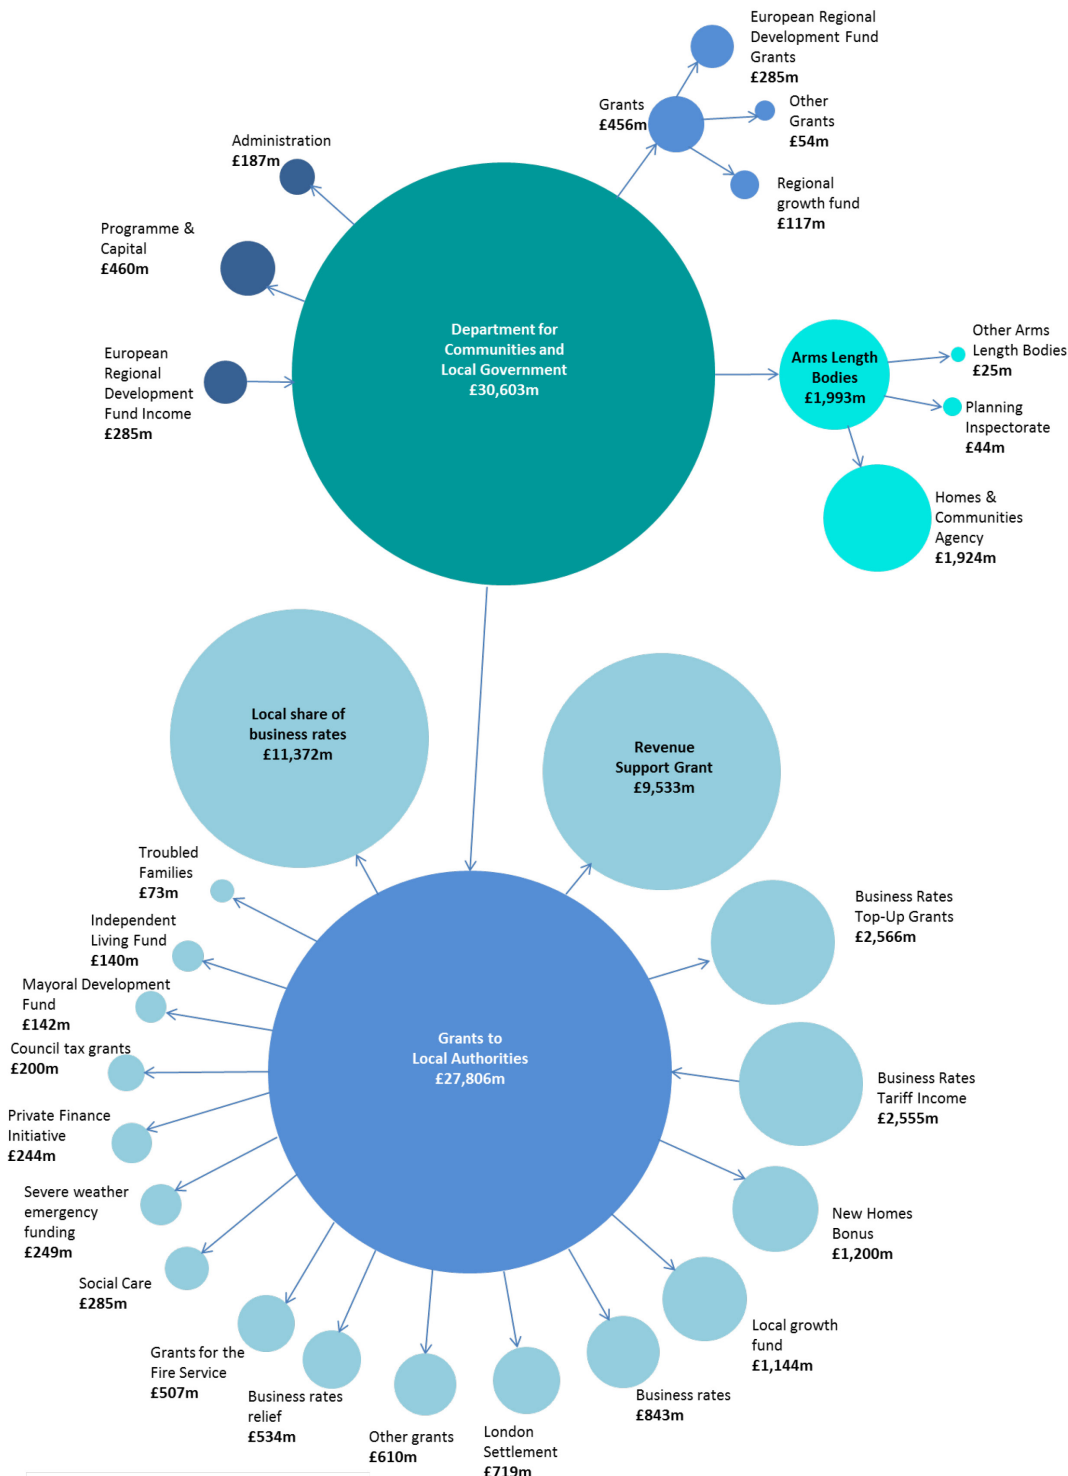 European Regional
Development Fund
Grants
£285m
Grants
£456m
Other
Grants
£54m
Regional
growth fund
£117m
Administration
£187m
Programme &
Capital
£460m
European
Regional
Development
Fund Income
£285m
Department for
Communities and
Local Government
£30,603m
Arms Length
Bodies
£1,993m
Other Arms
Length Bodies
£25m
Planning
Inspectorate
£44m
Homes &
Communities
Agency
£1,924m
Local share of
business rates
£11,372m
Revenue
Support Grant
£9,533m
Troubled
Families
£73m
Independent
Living Fund
£140m
Mayoral Development
Fund
£142m
Council tax grants
£200m
Private Finance
Initiative
£244m
Severe weather
emergency
funding
£249m
Social Care
£285m
Grants for the
Fire Service
£507m
Business rates
relief
£534m
Other grants
£610m
London
Settlement
£719m
Business rates
£843m
Local growth
fund
£1,144m
New Homes
Bonus
£1,200m
Business Rates
Tariff Income
£2,555m
Business Rates
Top-Up Grants
£2,566m
Grants to
Local Authorities
£27,806m